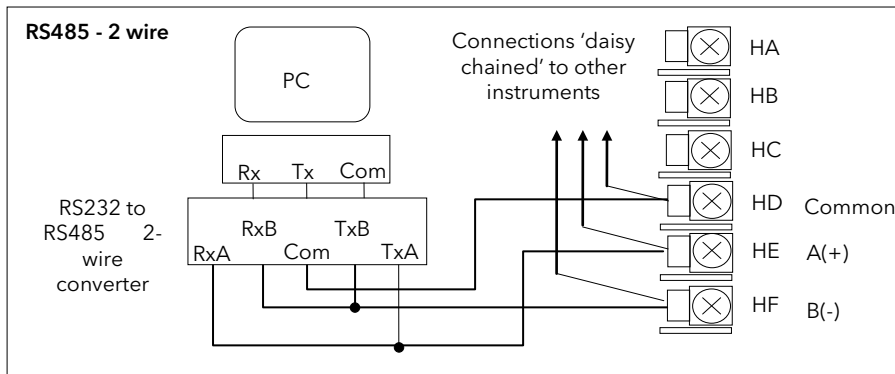 RS485 - 2 wire
PC
Connections ‘daisy
chained’ to other
instruments
Rx Tx Com
RS232 to
RS485 2-
wire
converter
RxB TxB
RxA Com TxA
HA
HB
HC
HD Common
HE A(+)
HF B(-)